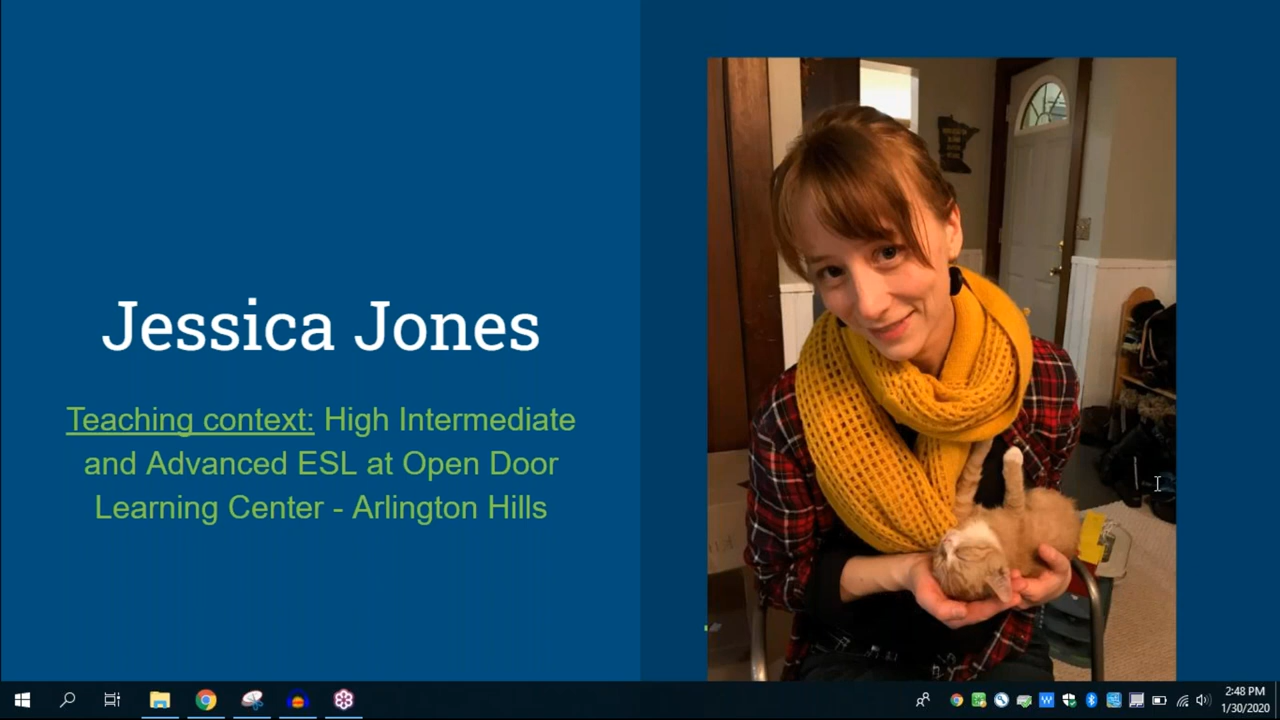 Jessica Jones
Teaching context: High Intermediate
and Advanced ESL at Open Door
Learning Center - Arlington Hills
2:48 PM
1/30/2020